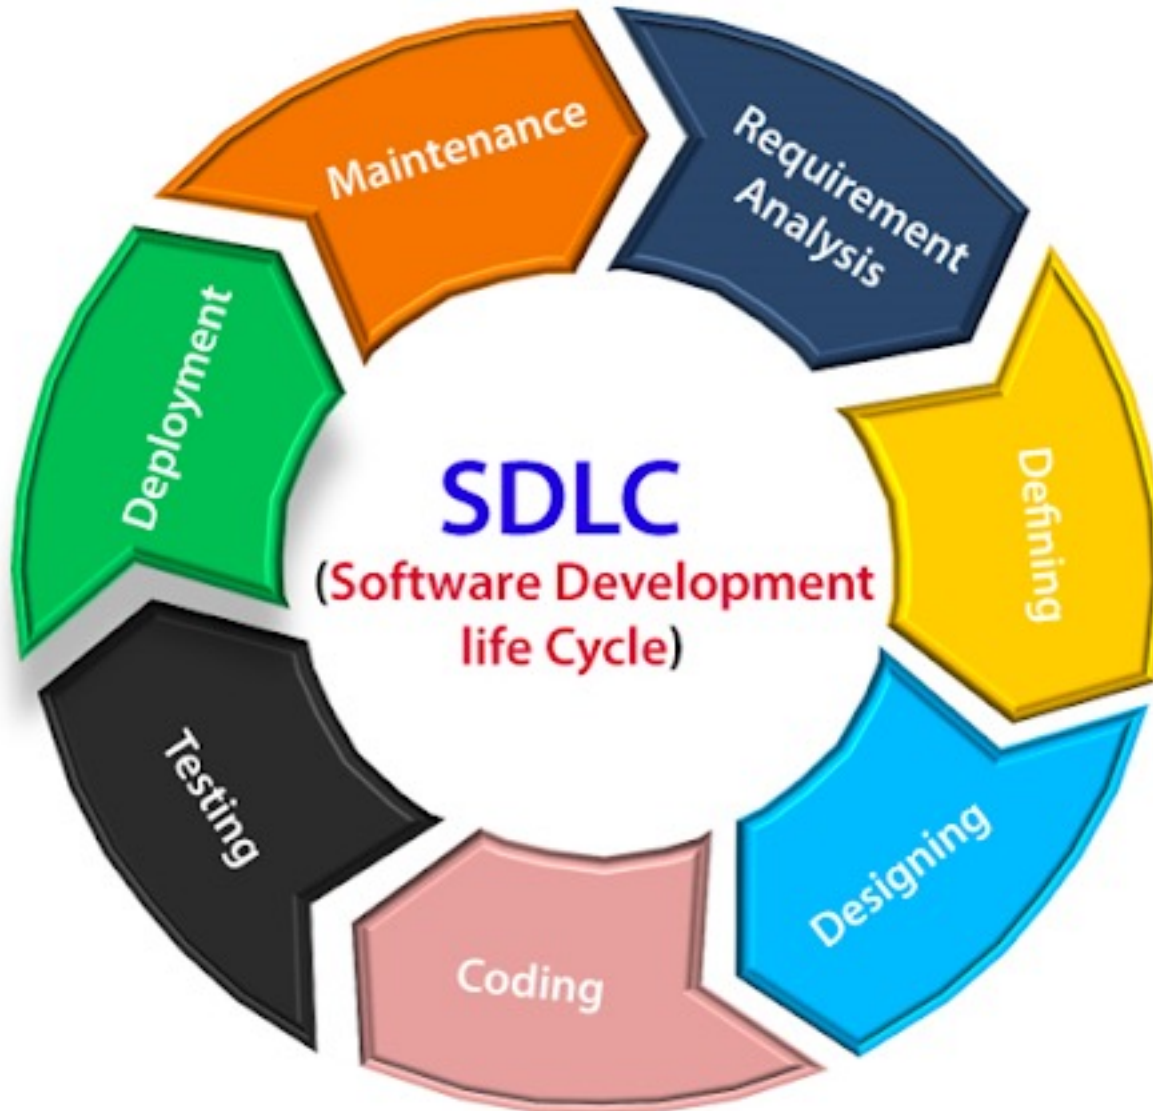 Maintenance
Requirement
Analysis
Defining
Designing
Coding
Testing
Deployment
SDLC
(Software Development
life Cycle)